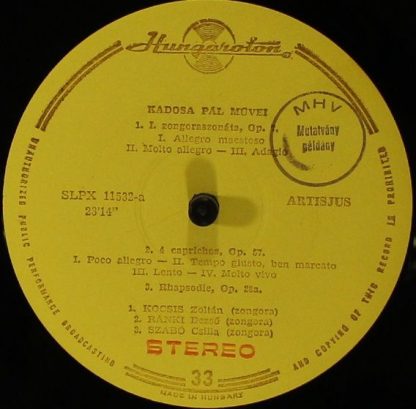 Hungaroton
KADOSA PÁL MŰVEI
1. I. zongoraszonáta, Op. 7.
I. Allegro maestoso
II. Molto allegro — III. Adagio
MHV
Mutatvány
példány
SLPX 11532-a
23'14"
ARTISJUS
2. 4 caprichos, Op. 57.
I. Poco allegro — II. Tempo giusto, ben marcato
III. Lento — IV. Molto vivo
3. Rhapsodie, Op. 28a.
1. KOCSIS Zoltán (zongora)
2. RÁNKI Dezső (zongora)
3. SZABÓ Csilla (zongora)
STEREO
33
MADE IN HUNGARY
UNAUTHORIZED PUBLIC PERFORMANCE BROADCASTING
AND COPYING OF THIS RECORD IS PROHIBITED